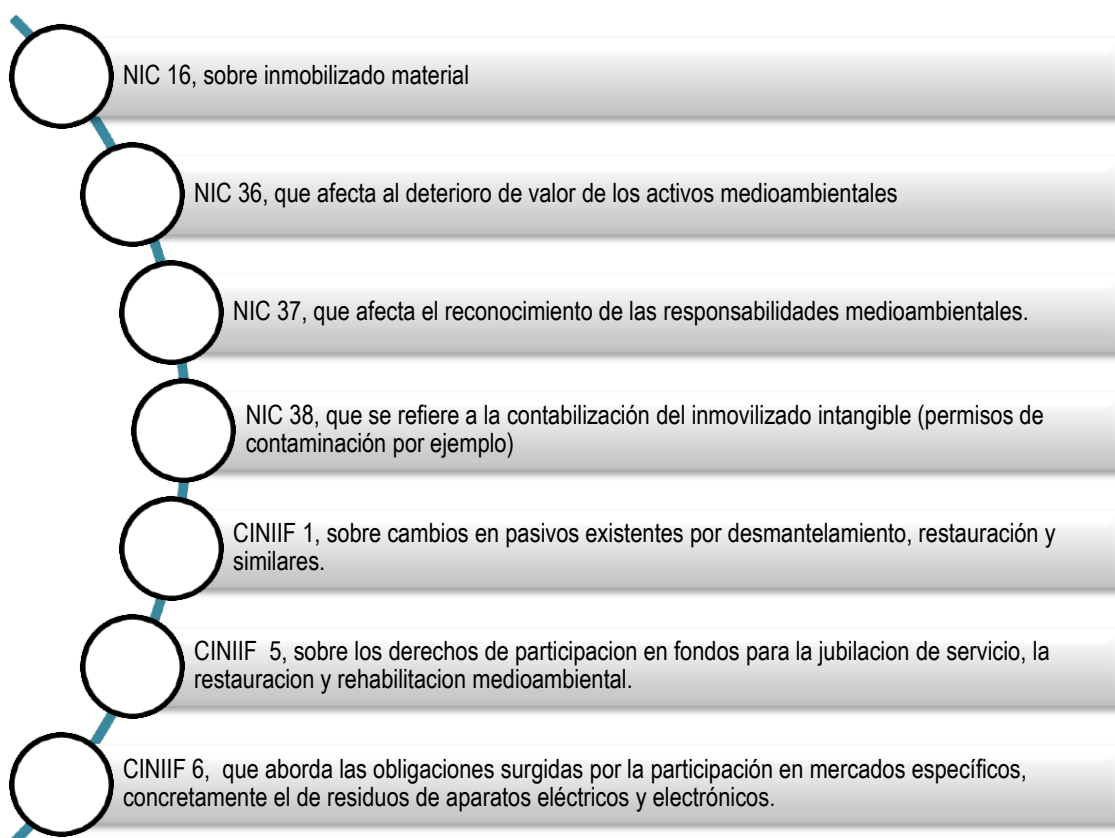 NIC 16, sobre inmobilizado material
NIC 36, que afecta al deterioro de valor de los activos medioambientales
NIC 37, que afecta el reconocimiento de las responsabilidades medioambientales.
NIC 38, que se refiere a la contabilización del inmovilizado intangible (permisos de
contaminación por ejemplo)
CINIIF 1, sobre cambios en pasivos existentes por desmantelamiento, restauración y
similares.
CINIIF  5, sobre los derechos de participacion en fondos para la jubilacion de servicio, la
restauracion y rehabilitacion medioambiental.
CINIIF 6,  que aborda las obligaciones surgidas por la participación en mercados específicos,
concretamente el de residuos de aparatos eléctricos y electrónicos.